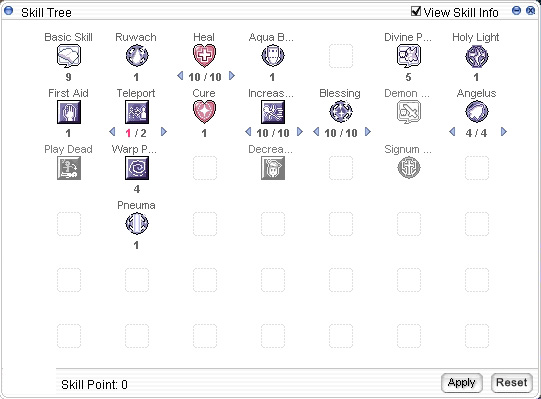 Skill Tree
View Skill Info
Basic Skill Ruwach Heal Aqua B... Divine P... Holy Light
9 1 10 / 10 1 5 1
First Aid Teleport Cure Increas... Blessing Demon ... Angelus
1 1 / 2 1 10 / 10 10 / 10 4 / 4
Play Dead Warp P... Decrea... Signum ...
4
Pneuma
1
Skill Point: 0
Apply Reset